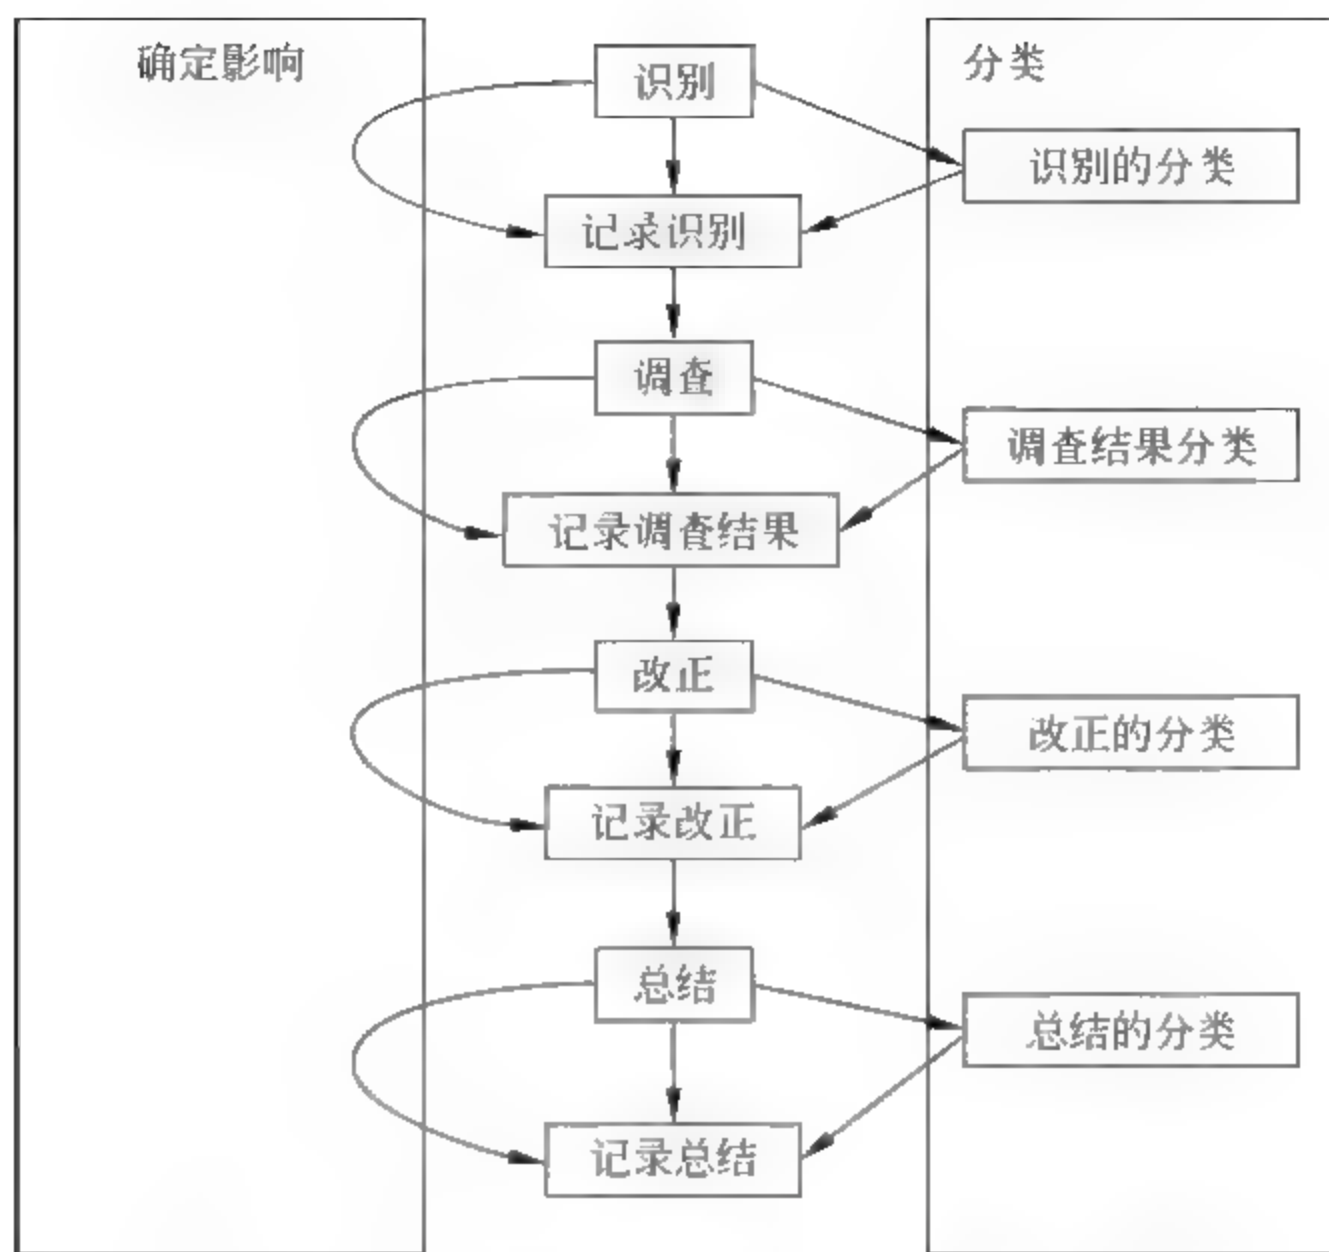 确定影响
识别
分类
识别的分类
记录识别
调查
调查结果分类
记录调查结果
改正
改正的分类
记录改正
总结
总结的分类
记录总结